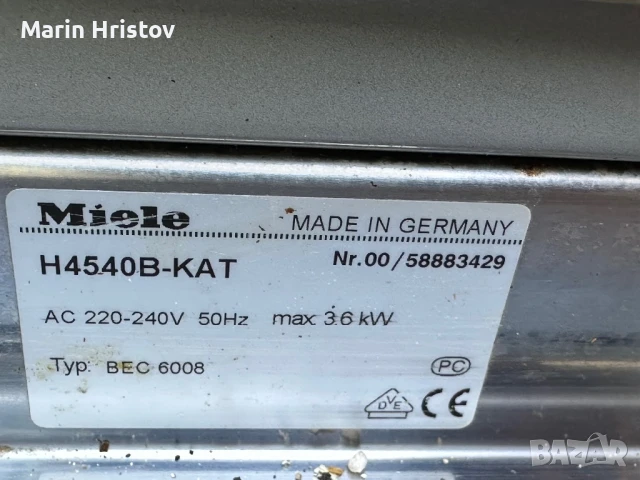 Marin Hristov
Miele MADE IN GERMANY
H4540B-KAT Nr.00/58883429
AC 220-240V 50Hz max 3.6 kW
Typ: BEC 6008
PC
DVE CE
BAZAR